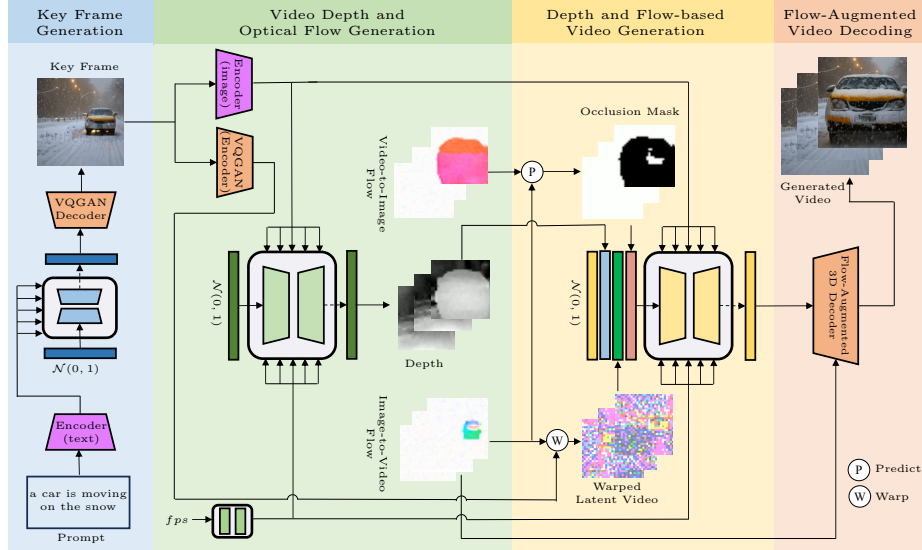 Key Frame
Generation
Video Depth and
Optical Flow Generation
Depth and Flow-based
Video Generation
Flow-Augmented
Video Decoding
Key Frame
VQGAN
Decoder
N(0, 1)
Encoder
(text)
a car is moving
on the snow
Prompt
Encoder
(image)
VQGAN
(Encoder)
Video-to-Image
Flow
N(0, 1)
Depth
Image-to-Video
Flow
fps
P
Occlusion Mask
N(0, 1)
W
Warped
Latent Video
Generated
Video
Flow-Augmented
3D Decoder
P Predict
W Warp